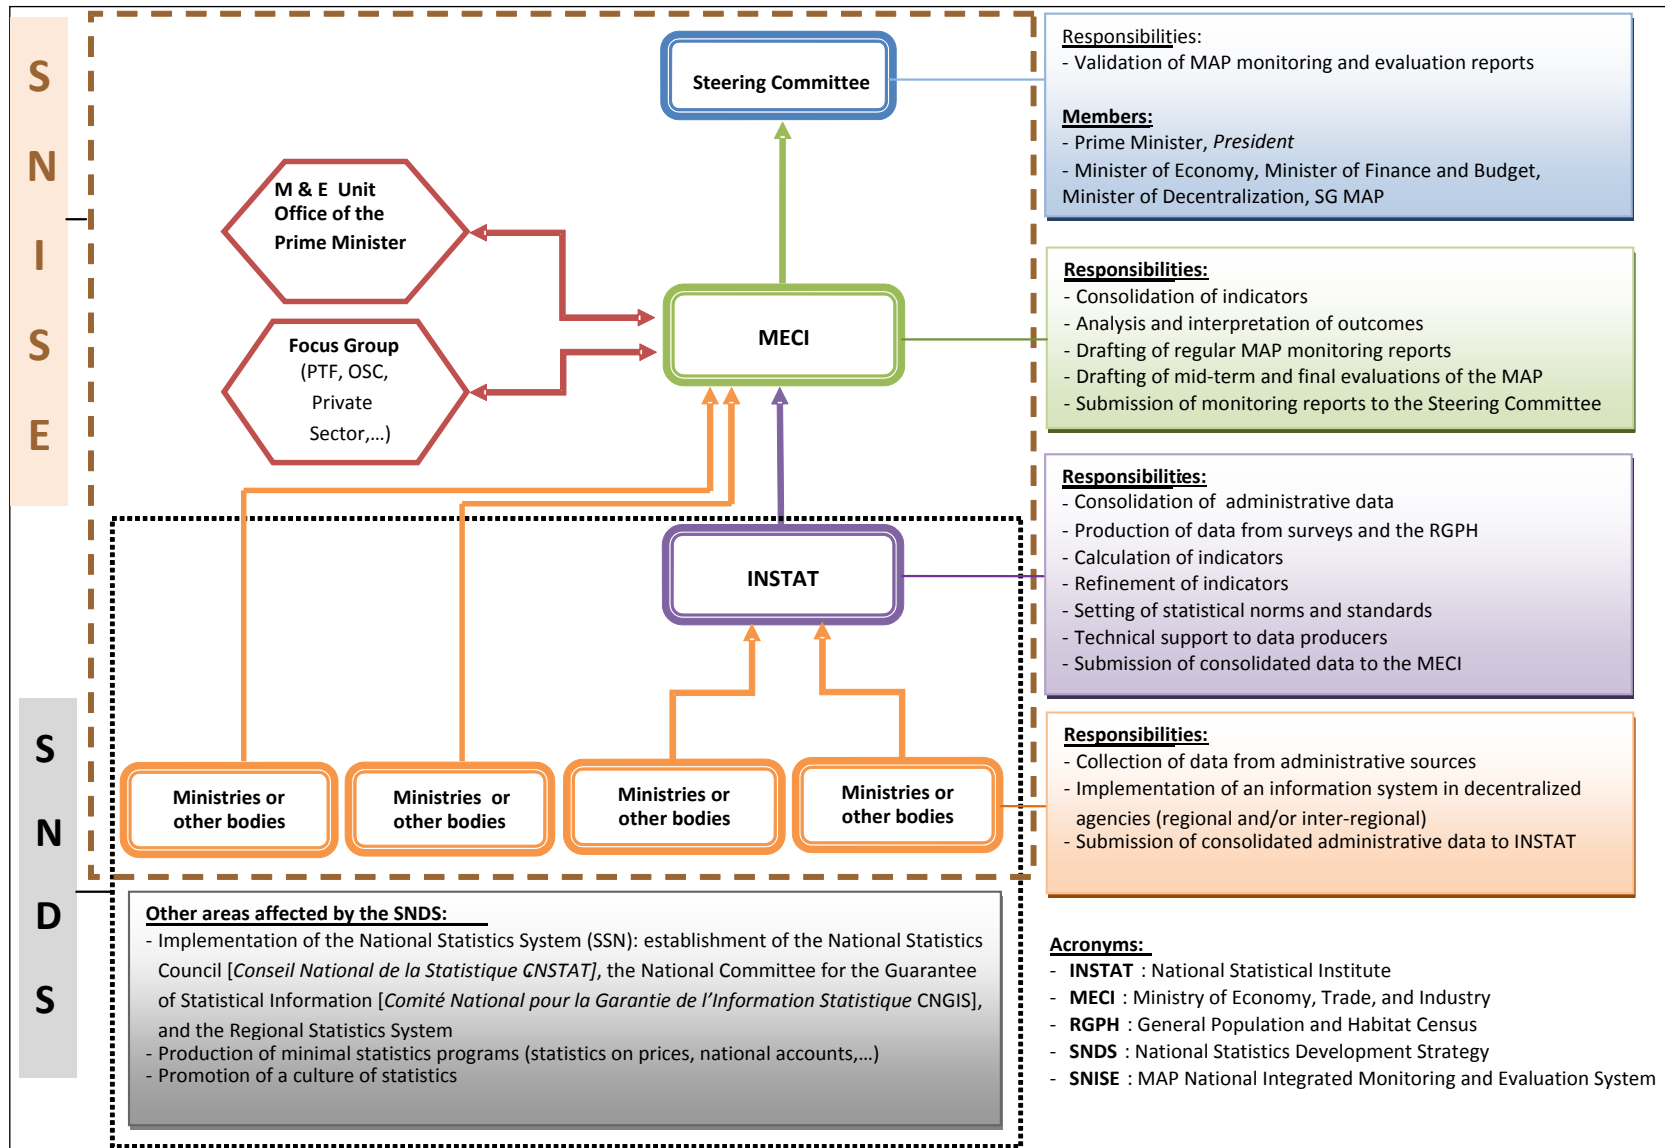 S
N
I
S
E
S
N
D
S
Steering Committee
M & E Unit
Office of the
Prime Minister
Focus Group
(PTF, OSC,
Private
Sector,...)
MECI
INSTAT
Ministries or
other bodies
Ministries or
other bodies
Ministries or
other bodies
Ministries or
other bodies
Responsibilities:
- Validation of MAP monitoring and evaluation reports
Members:
- Prime Minister, President
- Minister of Economy, Minister of Finance and Budget,
Minister of Decentralization, SG MAP
Responsibilities:
- Consolidation of indicators
- Analysis and interpretation of outcomes
- Drafting of regular MAP monitoring reports
- Drafting of mid-term and final evaluations of the MAP
- Submission of monitoring reports to the Steering Committee
Responsibilities:
- Consolidation of administrative data
- Production of data from surveys and the RGPH
- Calculation of indicators
- Refinement of indicators
- Setting of statistical norms and standards
- Technical support to data producers
- Submission of consolidated data to the MECI
Responsibilities:
- Collection of data from administrative sources
- Implementation of an information system in decentralized
agencies (regional and/or inter-regional)
- Submission of consolidated administrative data to INSTAT
Other areas affected by the SNDS:
- Implementation of the National Statistics System (SSN): establishment of the National Statistics
Council [Conseil National de la Statistique CNSTAT], the National Committee for the Guarantee
of Statistical Information [Comité National pour la Garantie de l'Information Statistique CNGIS],
and the Regional Statistics System
- Production of minimal statistics programs (statistics on prices, national accounts,...)
- Promotion of a culture of statistics
Acronyms:
- INSTAT : National Statistical Institute
- MECI : Ministry of Economy, Trade, and Industry
- RGPH : General Population and Habitat Census
- SNDS : National Statistics Development Strategy
- SNISE : MAP National Integrated Monitoring and Evaluation System